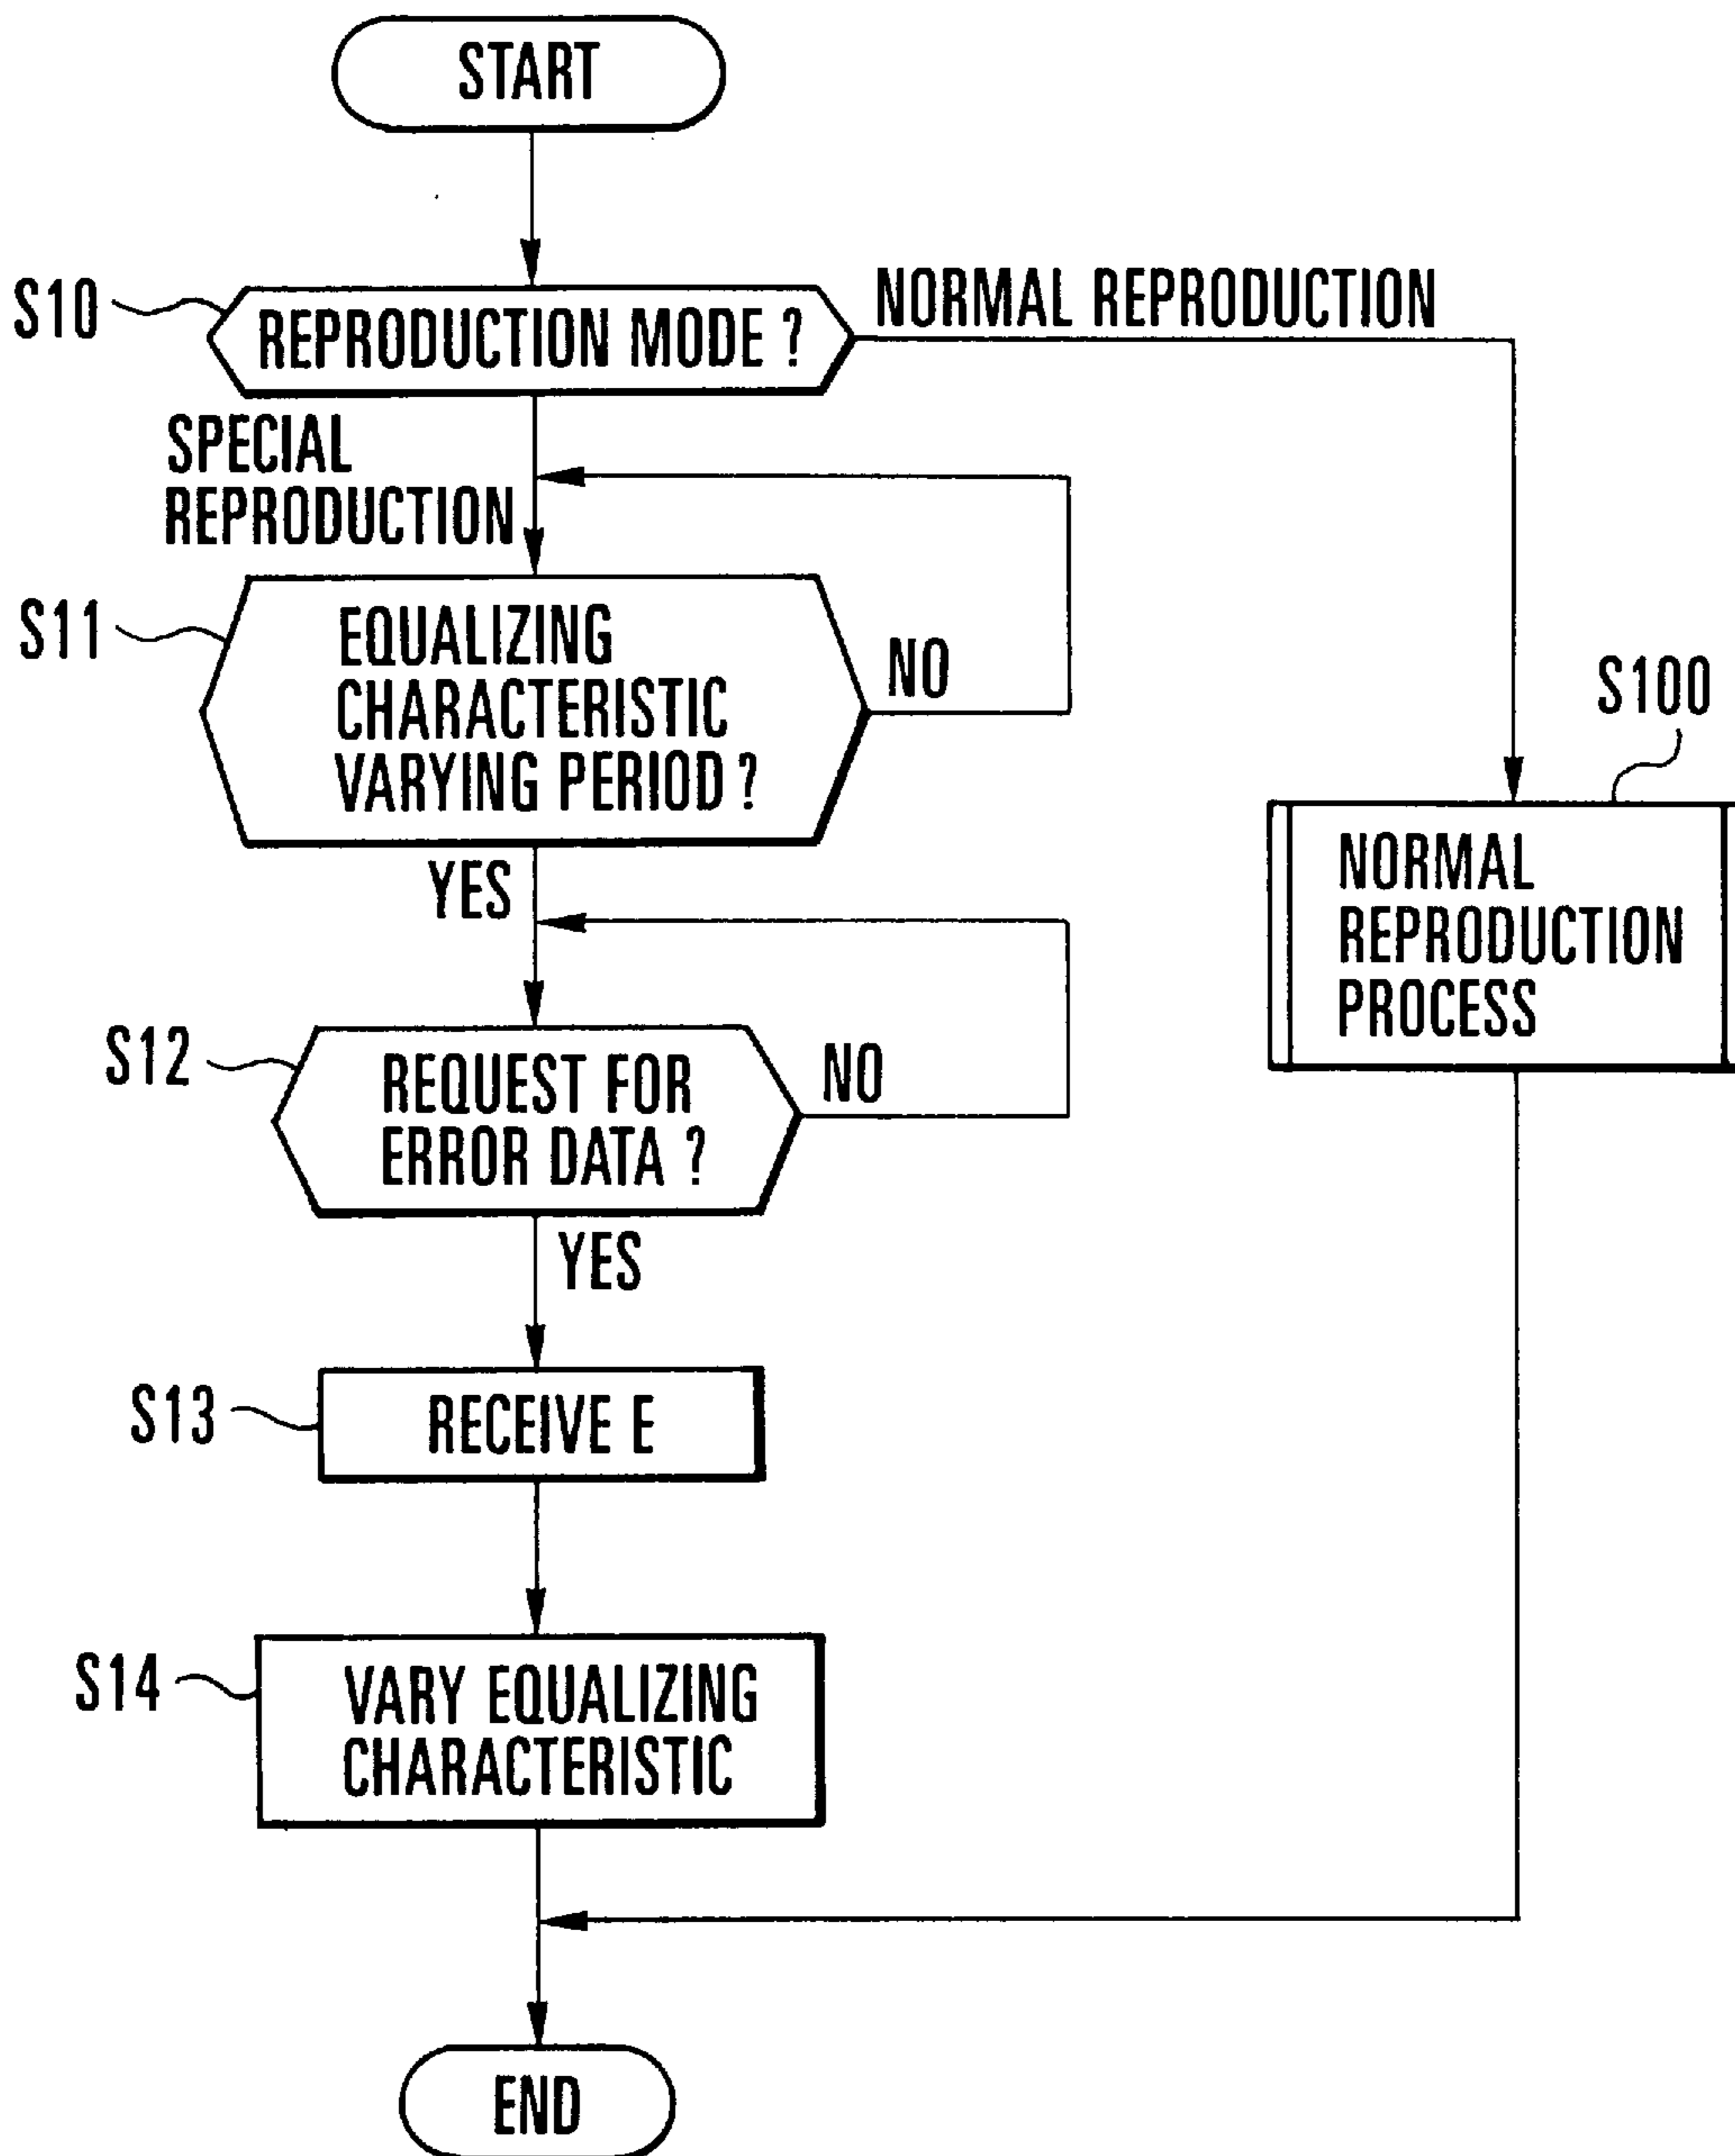 START
S10
REPRODUCTION MODE ?
NORMAL REPRODUCTION
SPECIAL
REPRODUCTION
S11
EQUALIZING
CHARACTERISTIC
VARYING PERIOD ?
NO
S100
YES
NORMAL
REPRODUCTION
PROCESS
S12
REQUEST FOR
ERROR DATA ?
NO
YES
S13
RECEIVE E
S14
VARY EQUALIZING
CHARACTERISTIC
END